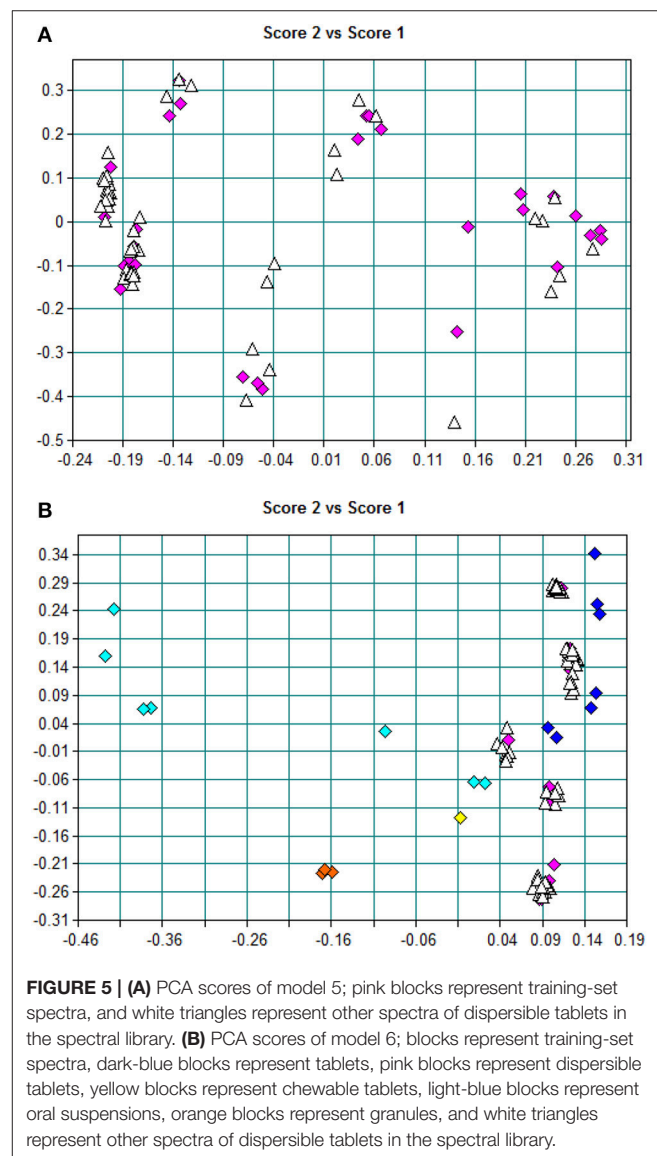 A
Score 2 vs Score 1
0.3
0.2
0.1
0
-0.1
-0.2
-0.3
-0.4
-0.5
-0.24 -0.19 -0.14 -0.09 -0.04 0.01 0.06 0.11 0.16 0.21 0.26 0.31
B
Score 2 vs Score 1
0.34
0.29
0.24
0.19
0.14
0.09
0.04
-0.01
-0.06
-0.11
-0.16
-0.21
-0.26
-0.31
-0.46 -0.36 -0.26 -0.16 -0.06 0.04 0.09 0.14 0.19
FIGURE 5 | (A) PCA scores of model 5; pink blocks represent training-set
spectra, and white triangles represent other spectra of dispersible tablets in
the spectral library. (B) PCA scores of model 6; blocks represent training-set
spectra, dark-blue blocks represent tablets, pink blocks represent dispersible
tablets, yellow blocks represent chewable tablets, light-blue blocks represent
oral suspensions, orange blocks represent granules, and white triangles
represent other spectra of dispersible tablets in the spectral library.